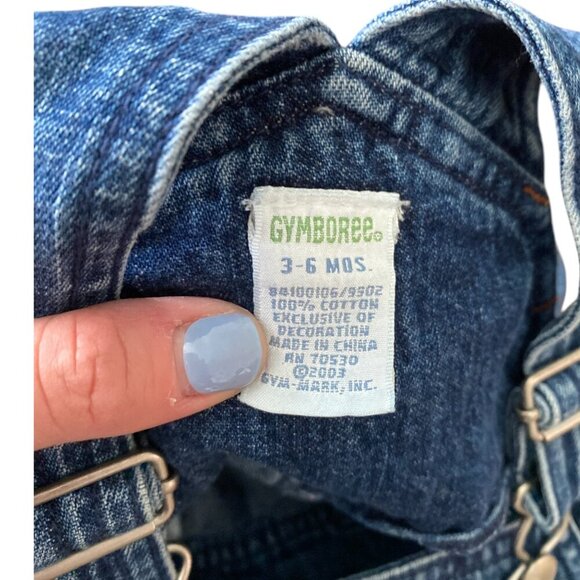 GYMBOREE®
3-6 MOS.
84100106/9502
100% COTTON
EXCLUSIVE OF
DECORATION
MADE IN CHINA
RN 70530
©2003
GYM-MARK, INC.